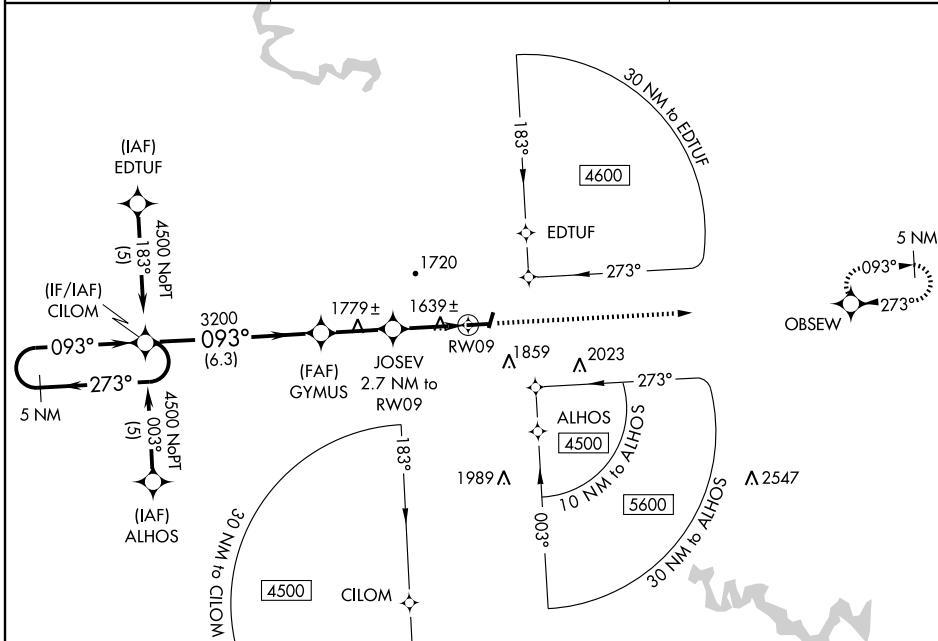 (IAF)
EDTUF
4500 NoPT
183°
(5)
(IF/IAF)
CILOM
093°
273°
5 NM
4500 NoPT
003°
(5)
(IAF)
ALHOS
3200
093°
(6.3)
(FAF)
GYMUS
1779±
JOSEV
2.7 NM to
RW09
1720
1639±
RW09
1859
2023
183°
30 NM to EDTUF
4600
EDTUF
273°
5 NM
093°
273°
OBSEW
273°
ALHOS
4500
10 NM to ALHOS
1989
003°
5600
30 NM to ALHOS
2547
183°
30 NM to CILOM
4500
CILOM